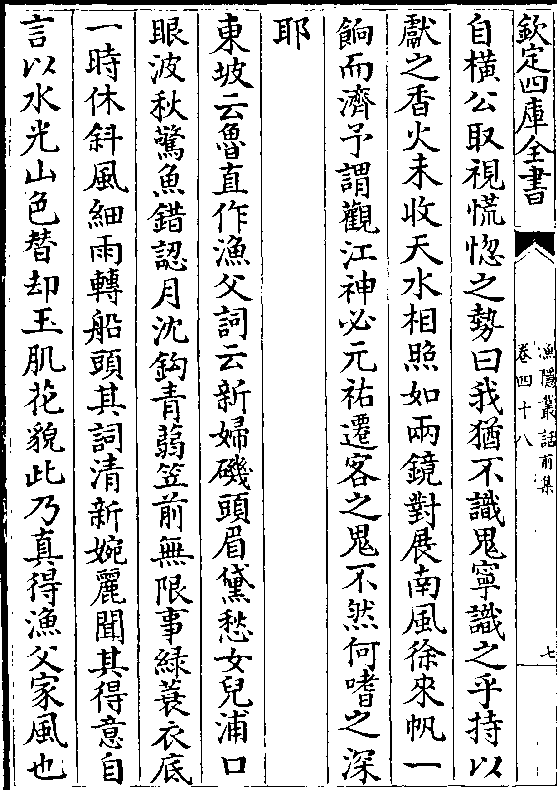 欽定四庫全書
漁隱叢話前集
卷四十八
七
自橫公取視慌惚之勢曰我猶不識鬼寧識之乎持以
獻之香火未收天水相照如兩鏡對展南風徐來帆一
餉而濟予謂觀江神必元祐遷客之鬼不然何嗜之深
耶
東坡云魯直作漁父詞云新婦磯頭眉黛愁女兒浦口
眼波秋驚魚錯認月沈鈎青蒻笠前無限事緑蓑衣底
一時休斜風細雨轉船頭其詞清新婉麗聞其得意自
言以水光山色替却玉肌花貌此乃真得漁父家風也